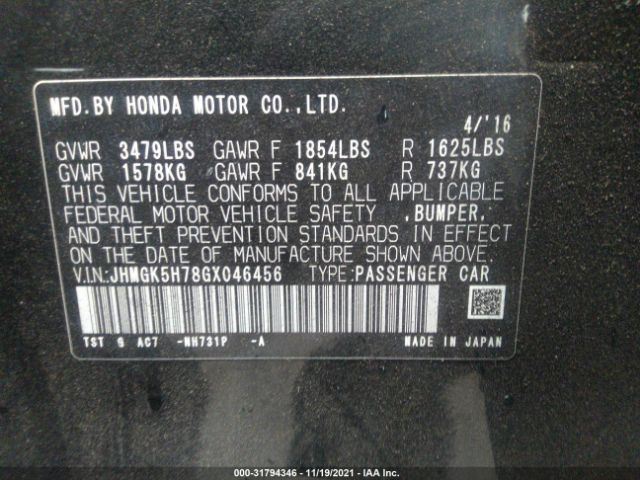 MFD.BY HONDA MOTOR CO.,LTD.
4/'16
GVWR 3479LBS GAWR F 1854LBS R 1625LBS
GVWR 1578KG GAWR F 841KG R 737KG
THIS VEHICLE CONFORMS TO ALL APPLICABLE
FEDERAL MOTOR VEHICLE SAFETY ,BUMPER,
AND THEFT PREVENTION STANDARDS IN EFFECT
ON THE DATE OF MANUFACTURE SHOWN ABOVE.
V.I.N:JHMGK5H78GX046456 TYPE:PASSENGER CAR
TST 9 AC7 -NH731P -A MADE IN JAPAN
000-31794346 - 11/19/2021 - IAA Inc.